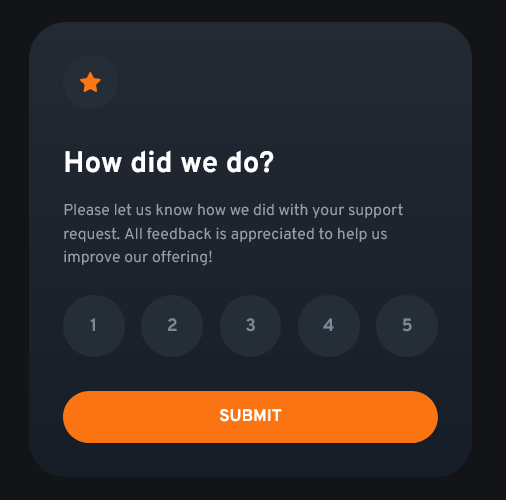 How did we do?
Please let us know how we did with your support
request. All feedback is appreciated to help us
improve our offering!
1 2 3 4 5
SUBMIT